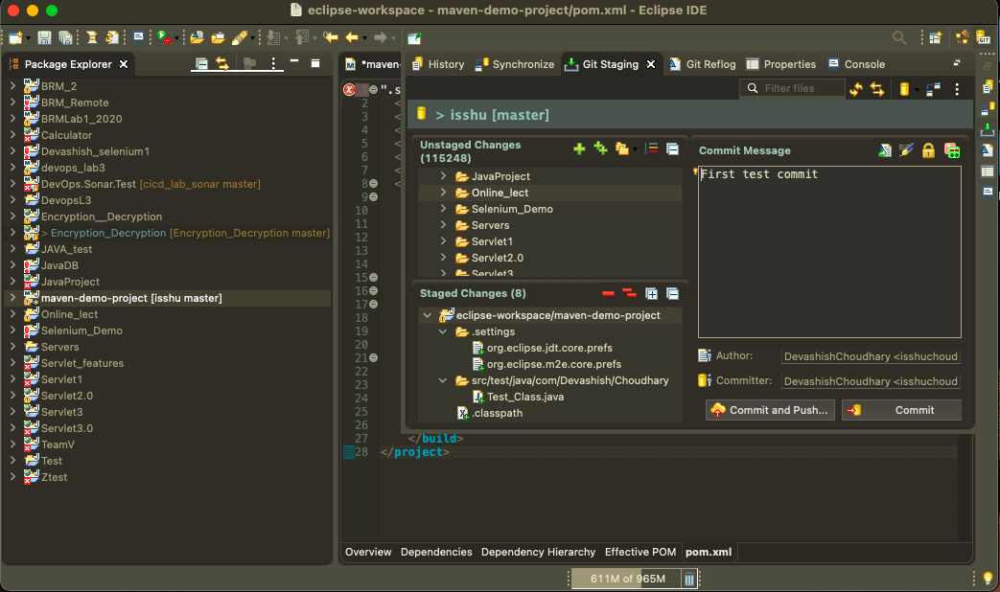 eclipse-workspace - maven-demo-project/pom.xml - Eclipse IDE
Package Explorer
BRM_2
BRM_Remote
BRMLab1_2020
Calculator
Devashish_selenium1
devops_lab3
DevOps.Sonar.Test [cicd_lab_sonar master]
DevopsL3
Encryption__Decryption
> Encryption_Decryption [Encryption_Decryption master]
JAVA_test
JavaDB
JavaProject
maven-demo-project [isshu master]
Online_lect
Selenium_Demo
Servers
Servlet_features
Servlet1
Servlet2.0
Servlet3
Servlet3.0
TeamV
Test
Ztest
*maven-
".s
1
2
3
4
5
6
7
8
9
10
11
12
13
14
15
16
17
18
19
20
21
22
23
24
25
26
27 </build>
28 </project>
History
Synchronize
Git Staging
Git Reflog
Properties
Console
Filter files
> isshu [master]
Unstaged Changes
(115248)
JavaProject
Online_lect
Selenium_Demo
Servers
Servlet1
Servlet2.0
Servlet3
Staged Changes (8)
eclipse-workspace/maven-demo-project
.settings
org.eclipse.jdt.core.prefs
org.eclipse.m2e.core.prefs
src/test/java/com/Devashish/Choudhary
Test_Class.java
.classpath
Commit Message
First test commit
Author: DevashishChoudhary <isshuchoud
Committer: DevashishChoudhary <isshuchoud
Commit and Push...
Commit
Overview
Dependencies
Dependency Hierarchy
Effective POM
pom.xml
611M of 965M
GIT